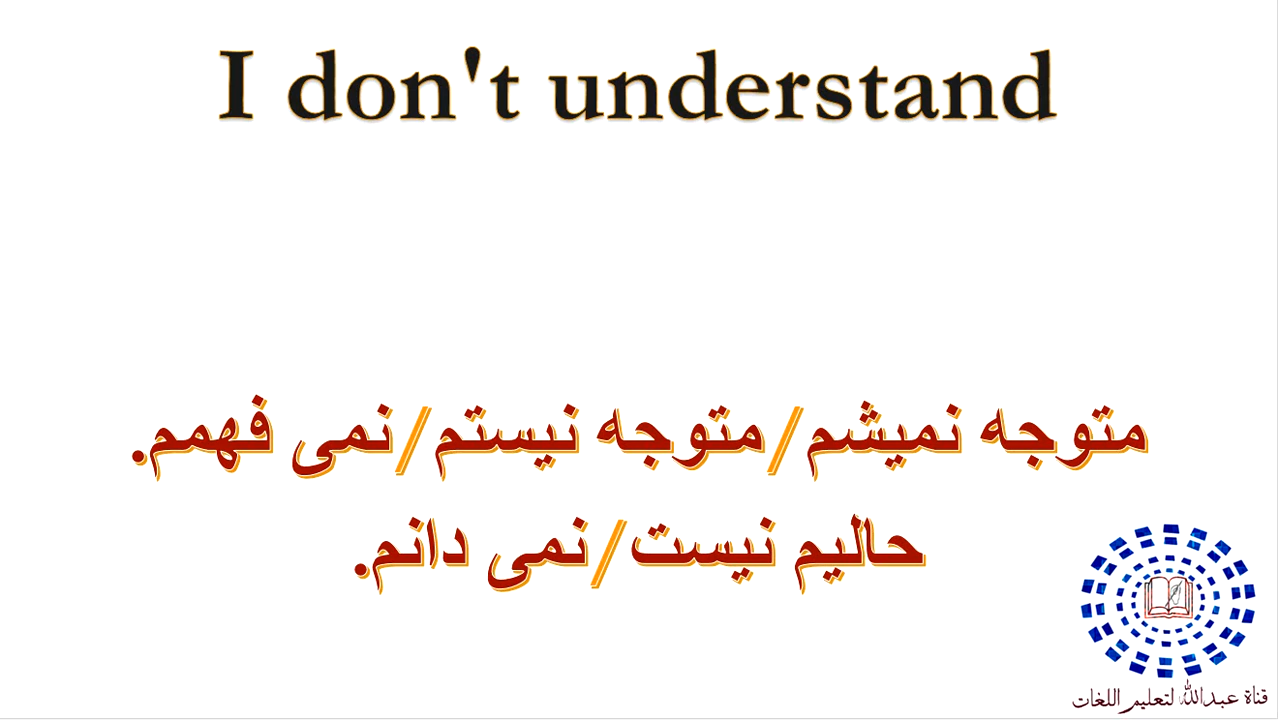 I don't understand
متوجه نمیشم/متوجه نیستم/نمی فهمم.
حالیم نیست/نمی دانم.
قناة عبدالله لتعليم اللغات